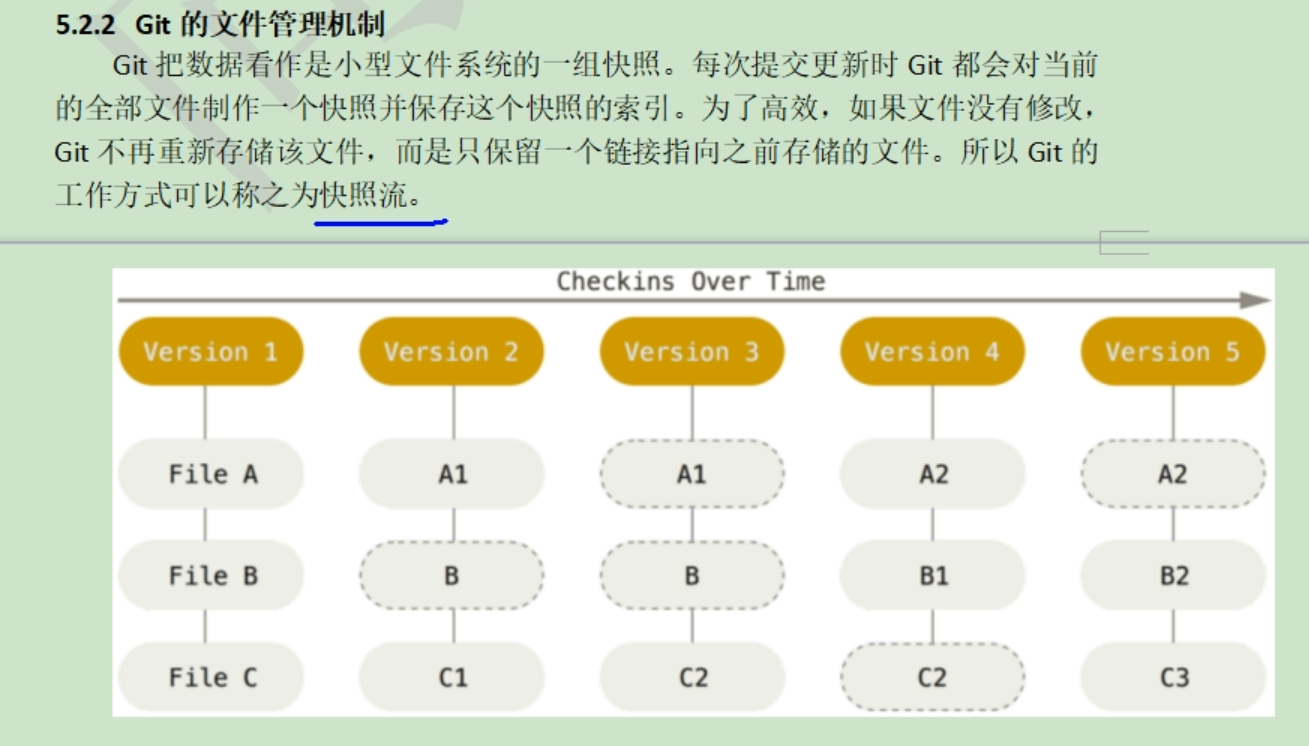 5.2.2 Git 的文件管理机制
Git 把数据看作是小型文件系统的一组快照。每次提交更新时 Git 都会对当前
的全部文件制作一个快照并保存这个快照的索引。为了高效，如果文件没有修改，
Git 不再重新存储该文件，而是只保留一个链接指向之前存储的文件。所以 Git 的
工作方式可以称之为快照流。
Checkins Over Time
Version 1 Version 2 Version 3 Version 4 Version 5
File A A1 A1 A2 A2
File B B B B1 B2
File C C1 C2 C2 C3